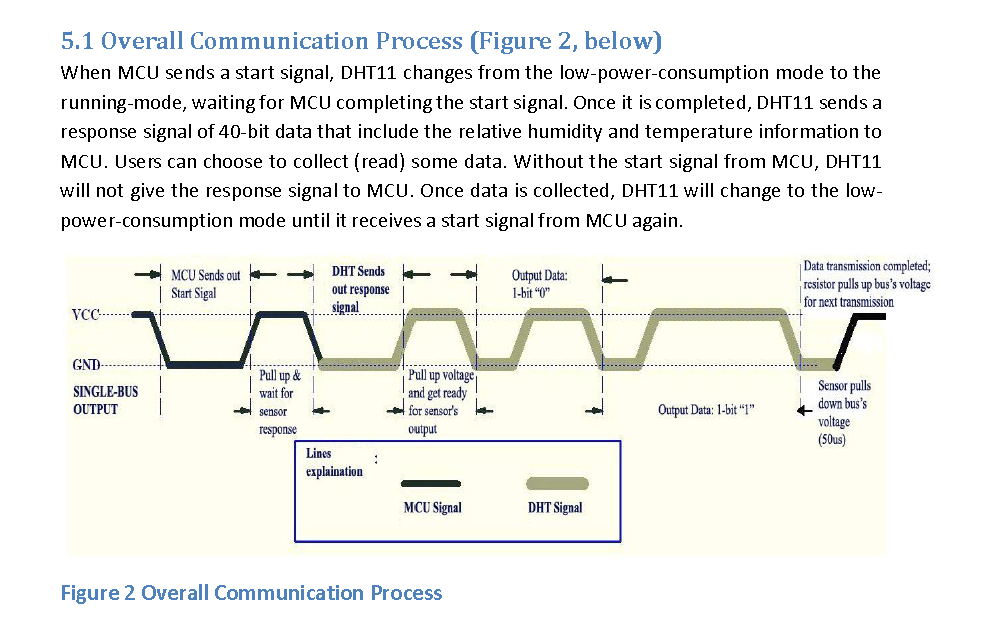 5.1 Overall Communication Process (Figure 2, below)
When MCU sends a start signal, DHT11 changes from the low-power-consumption mode to the
running-mode, waiting for MCU completing the start signal. Once it is completed, DHT11 sends a
response signal of 40-bit data that include the relative humidity and temperature information to
MCU. Users can choose to collect (read) some data. Without the start signal from MCU, DHT11
will not give the response signal to MCU. Once data is collected, DHT11 will change to the low-
power-consumption mode until it receives a start signal from MCU again.
MCU Sends out
Start Sigal
DHT Sends
out response
signal
Output Data:
1-bit “0”
Data transmission completed;
resistor pulls up bus's voltage
for next transmission
VCC
GND
SINGLE-BUS
OUTPUT
Pull up &
wait for
sensor
response
Pull up voltage
and get ready
for sensor's
output
Output Data: 1-bit “1”
Sensor pulls
down bus's
voltage
(50us)
Lines
explaination :
MCU Signal
DHT Signal
Figure 2 Overall Communication Process